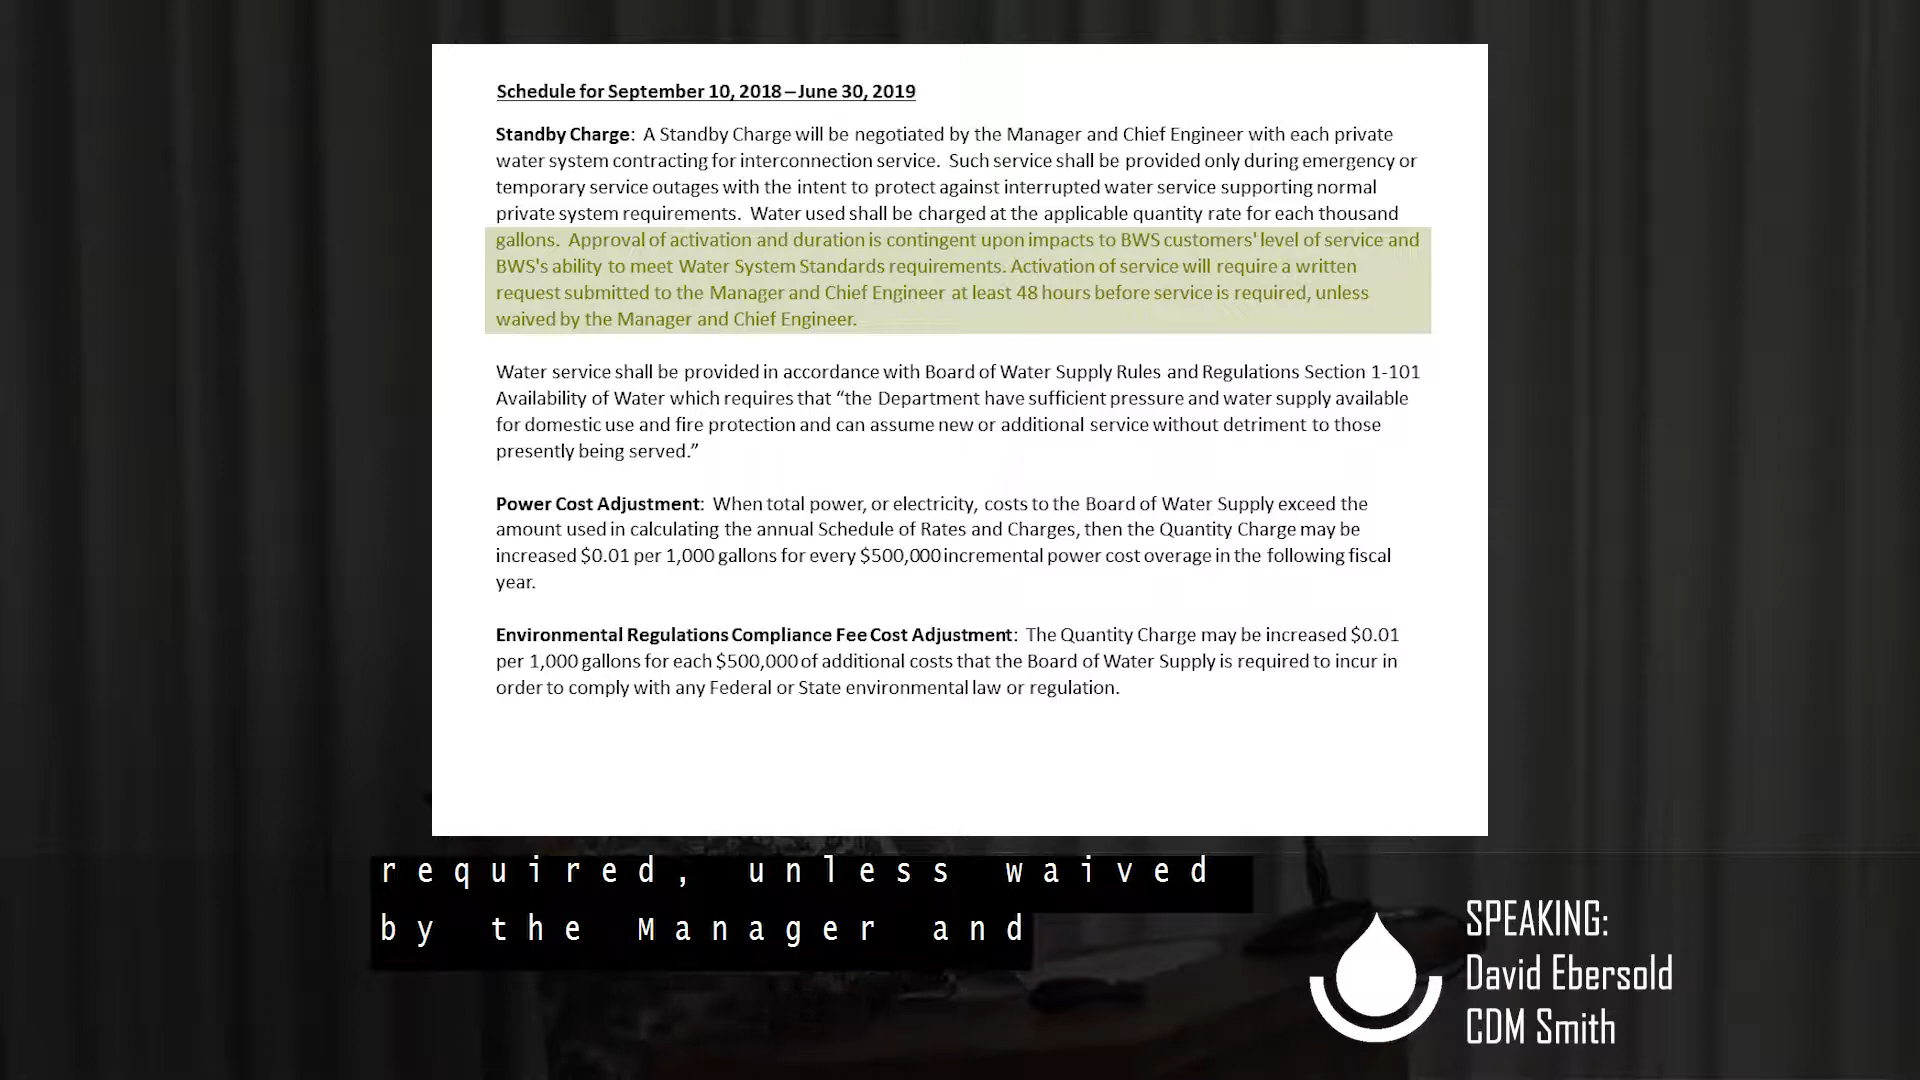 Schedule for September 10, 2018 – June 30, 2019
Standby Charge:  A Standby Charge will be negotiated by the Manager and Chief Engineer with each private
water system contracting for interconnection service.  Such service shall be provided only during emergency or
temporary service outages with the intent to protect against interrupted water service supporting normal
private system requirements.  Water used shall be charged at the applicable quantity rate for each thousand
gallons.  Approval of activation and duration is contingent upon impacts to BWS customers' level of service and
BWS's ability to meet Water System Standards requirements. Activation of service will require a written
request submitted to the Manager and Chief Engineer at least 48 hours before service is required, unless
waived by the Manager and Chief Engineer.
Water service shall be provided in accordance with Board of Water Supply Rules and Regulations Section 1-101
Availability of Water which requires that “the Department have sufficient pressure and water supply available
for domestic use and fire protection and can assume new or additional service without detriment to those
presently being served.”
Power Cost Adjustment:  When total power, or electricity, costs to the Board of Water Supply exceed the
amount used in calculating the annual Schedule of Rates and Charges, then the Quantity Charge may be
increased $0.01 per 1,000 gallons for every $500,000 incremental power cost overage in the following fiscal
year.
Environmental Regulations Compliance Fee Cost Adjustment:  The Quantity Charge may be increased $0.01
per 1,000 gallons for each $500,000 of additional costs that the Board of Water Supply is required to incur in
order to comply with any Federal or State environmental law or regulation.
required, unless waived
by the Manager and
SPEAKING:
David Ebersold
CDM Smith